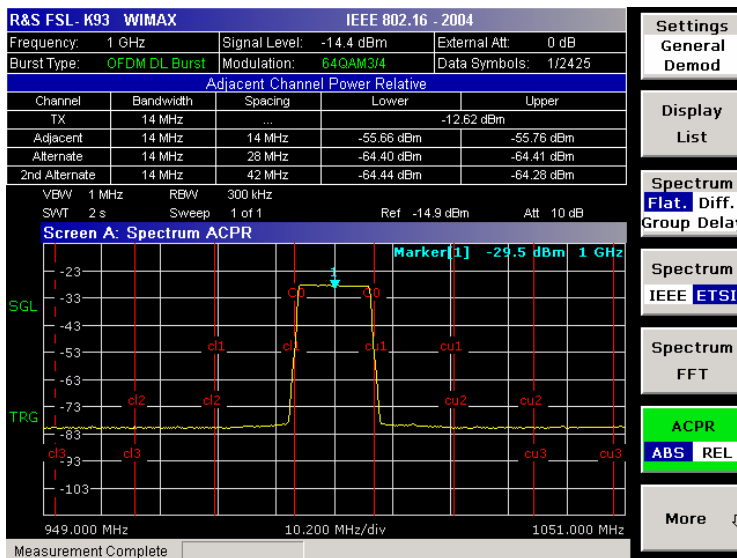 R&S FSL- K93 WIMAX IEEE 802.16 - 2004
Frequency: 1 GHz Signal Level: -14.4 dBm External Att: 0 dB
Burst Type: OFDM DL Burst Modulation: 64QAM3/4 Data Symbols: 1/2425
Adjacent Channel Power Relative
Channel Bandwidth Spacing Lower Upper
TX 14 MHz ... -12.62 dBm
Adjacent 14 MHz 14 MHz -55.66 dBm -55.76 dBm
Alternate 14 MHz 28 MHz -64.40 dBm -64.41 dBm
2nd Alternate 14 MHz 42 MHz -64.44 dBm -64.28 dBm
VBW 1 MHz RBW 300 kHz
SWT 2 s Sweep 1 of 1 Ref -14.9 dBm Att 10 dB
Screen A: Spectrum ACPR
Marker[1] -29.5 dBm 1 GHz
1
-23
C0 C0
SGL -33
-43
cl1 cl1 cu1 cu1
-53
-63
cl2 cl2 cu2 cu2
TRG -73
-83
cl3 cl3 cu3 cu3
-93
-103
949.000 MHz 10.200 MHz/div 1051.000 MHz
Measurement Complete
Settings
General
Demod
Display
List
Spectrum
Flat. Diff.
Group Delay
Spectrum
IEEE ETSI
Spectrum
FFT
ACPR
ABS REL
More